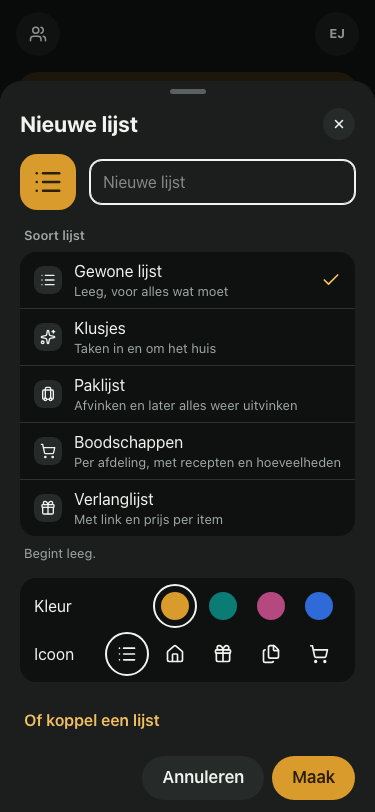 EJ
Nieuwe lijst
Nieuwe lijst
Soort lijst
Gewone lijst
Leeg, voor alles wat moet
Klusjes
Taken in en om het huis
Paklijst
Afvinken en later alles weer uitvinken
Boodschappen
Per afdeling, met recepten en hoeveelheden
Verlanglijst
Met link en prijs per item
Begint leeg.
Kleur
Icoon
Of koppel een lijst
Annuleren
Maak